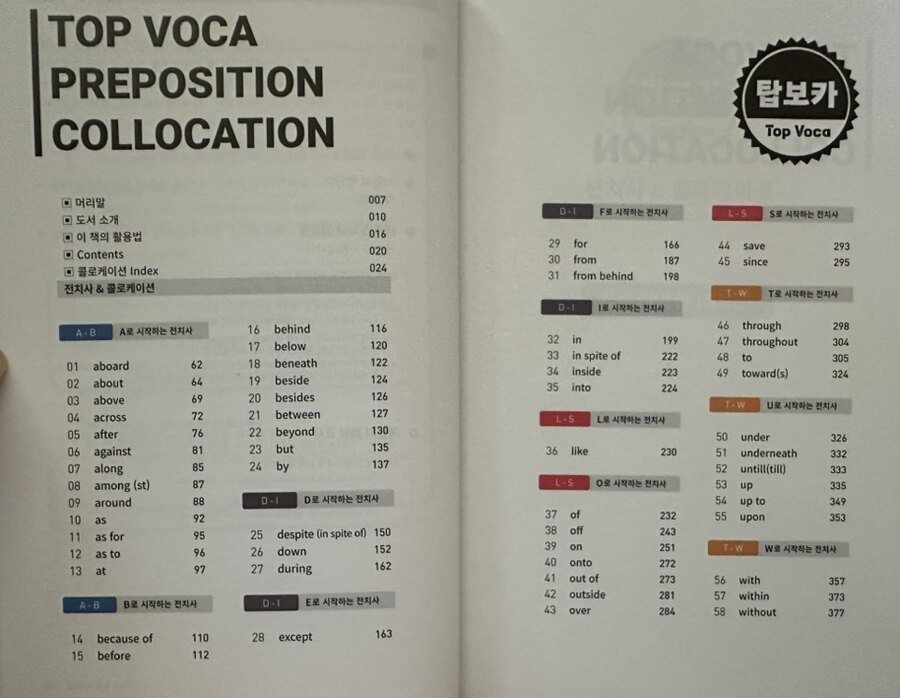 TOP VOCA
PREPOSITION
COLLOCATION
▣ 머리말 007
▣ 도서 소개 010
▣ 이 책의 활용법 016
▣ Contents 020
▣ 콜로케이션 Index 024
전치사 & 콜로케이션
A - B A로 시작하는 전치사
01 aboard 62
02 about 64
03 above 69
04 across 72
05 after 76
06 against 81
07 along 85
08 among (st) 87
09 around 88
10 as 92
11 as for 95
12 as to 96
13 at 97
A - B B로 시작하는 전치사
14 because of 110
15 before 112
16 behind 116
17 below 120
18 beneath 122
19 beside 124
20 besides 126
21 between 127
22 beyond 130
23 but 135
24 by 137
D - I D로 시작하는 전치사
25 despite (in spite of) 150
26 down 152
27 during 162
D - I E로 시작하는 전치사
28 except 163
탑보카
Top Voca
D - I F로 시작하는 전치사
29 for 166
30 from 187
31 from behind 198
D - I I로 시작하는 전치사
32 in 199
33 in spite of 222
34 inside 223
35 into 224
L - S L로 시작하는 전치사
36 like 230
L - S O로 시작하는 전치사
37 of 232
38 off 243
39 on 251
40 onto 272
41 out of 273
42 outside 281
43 over 284
L - S S로 시작하는 전치사
44 save 293
45 since 295
T - W T로 시작하는 전치사
46 through 298
47 throughout 304
48 to 305
49 toward(s) 324
T - W U로 시작하는 전치사
50 under 326
51 underneath 332
52 untill(till) 333
53 up 335
54 up to 349
55 upon 353
T - W W로 시작하는 전치사
56 with 357
57 within 373
58 without 377